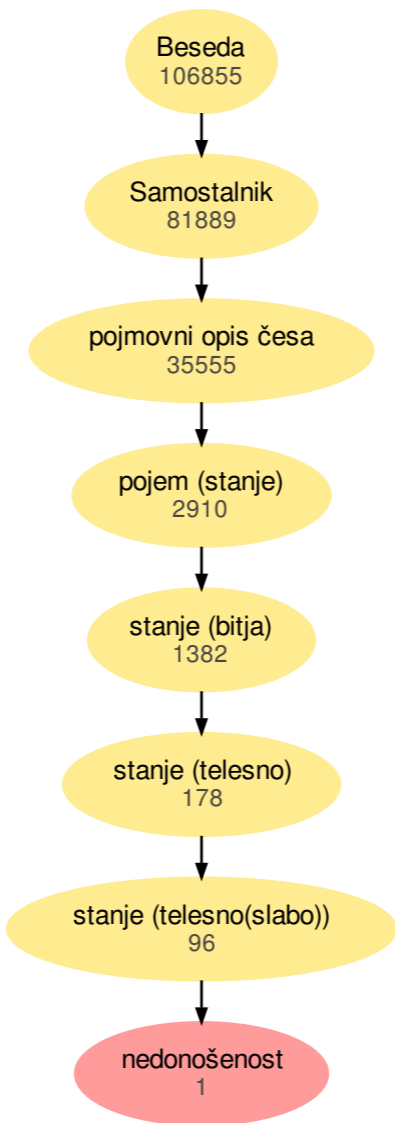 Beseda
106855
Samostalnik
81889
pojmovni opis česa
35555
pojem (stanje)
2910
stanje (bitja)
1382
stanje (telesno)
178
stanje (telesno(slabo))
96
nedonošenost
1